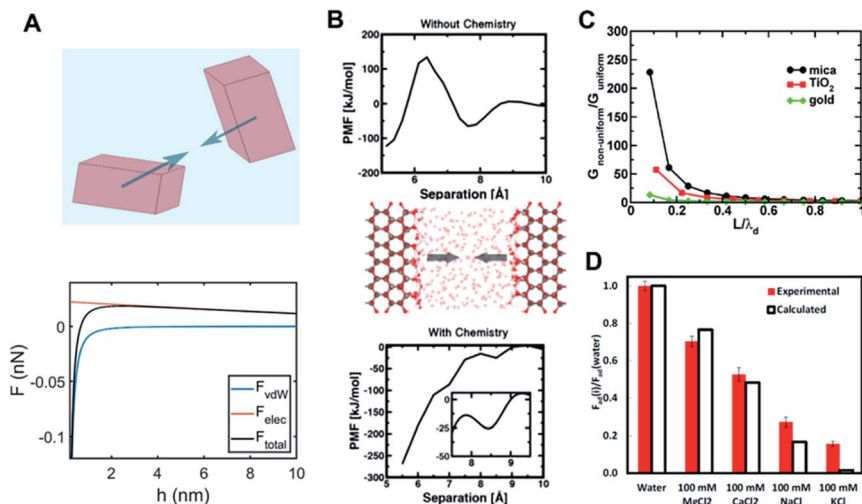 A
F (nN)
0
-0.05
-0.1
F_vdW
F_elec
F_total
2
4
6
8
10
h (nm)
B
Without Chemistry
PMF [kJ/mol]
200
100
0
-100
-200
6
8
10
Separation [Å]
With Chemistry
PMF [kJ/mol]
0
-50
-100
-150
-200
-250
-300
0
-25
-50
8
9
5
6
7
8
9
10
Separation [Å]
C
G_non-uniform/G_uniform
300
250
200
150
100
50
0
mica
TiO_2
gold
0
0.2
0.4
0.6
0.8
1
L/λ_d
D
F_ad(i)/F_ad(water)
1.0
0.8
0.6
0.4
0.2
0.0
Experimental
Calculated
Water
100 mM
MgCl2
100 mM
CaCl2
100 mM
NaCl
100 mM
KCl